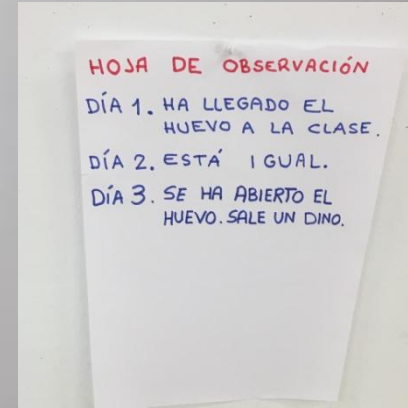 HOJA DE OBSERVACIÓN
DÍA 1. HA LLEGADO EL
HUEVO A LA CLASE.
DÍA 2. ESTÁ IGUAL.
DÍA 3. SE HA ABIERTO EL
HUEVO. SALE UN DINO.